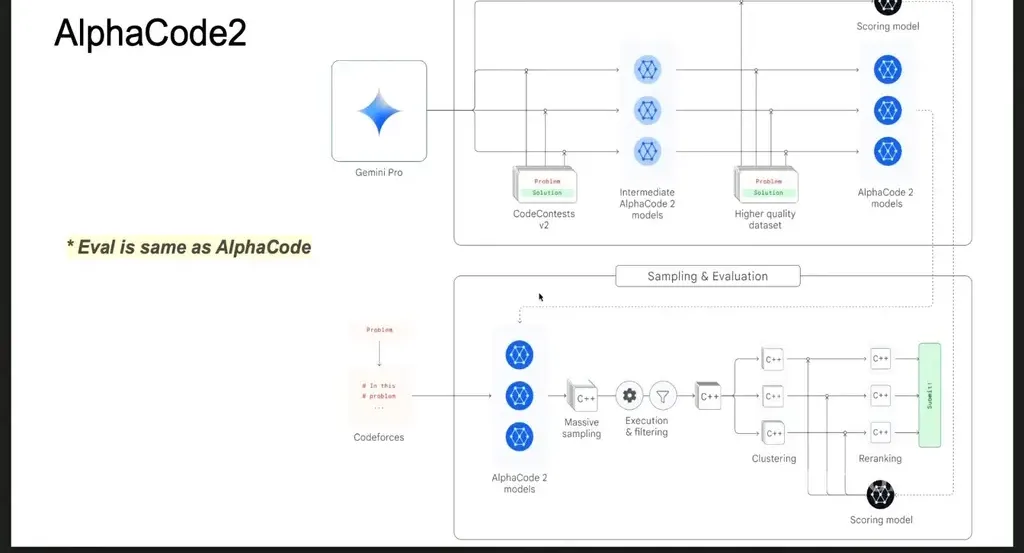 AlphaCode2
Scoring model
Gemini Pro
Problem
Solution
CodeContests
v2
Intermediate
AlphaCode 2
models
Problem
Solution
Higher quality
dataset
AlphaCode 2
models
* Eval is same as AlphaCode
Sampling & Evaluation
Problem
# In this
# problem
...
Codeforces
AlphaCode 2
models
C++
Massive
sampling
Execution
& filtering
C++
C++
C++
C++
Clustering
C++
C++
C++
Reranking
Submit!
Scoring model